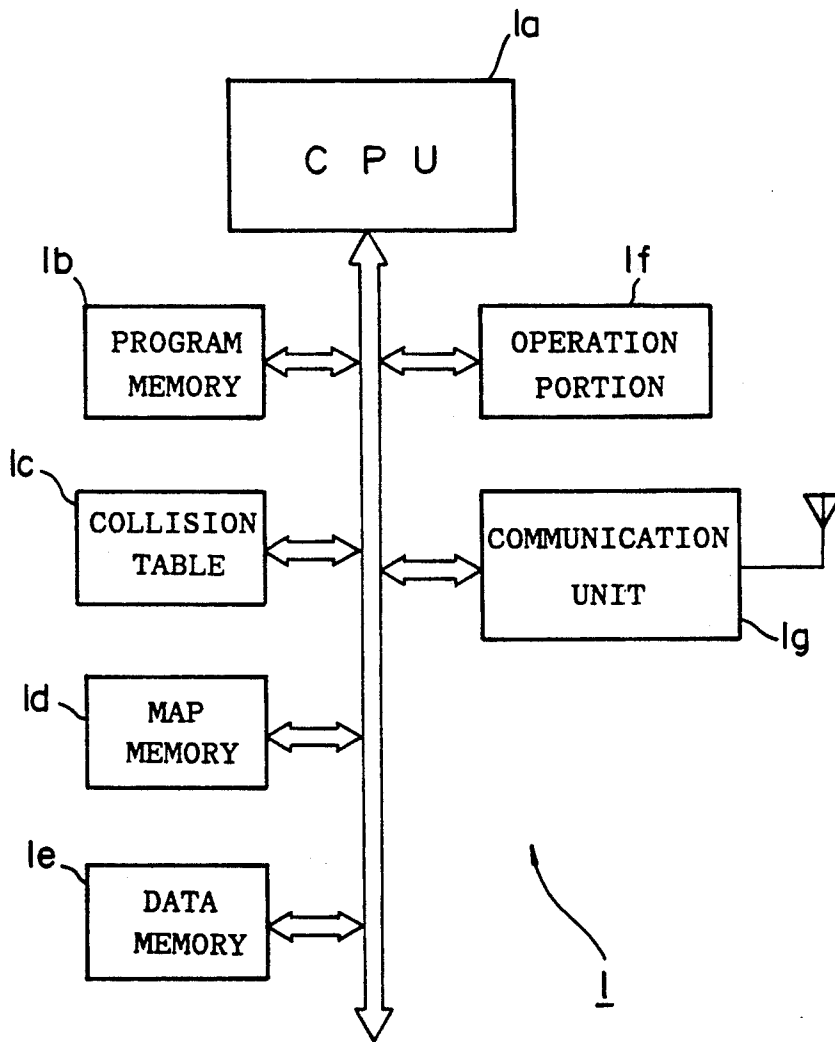 1a
C P U
1b
PROGRAM
MEMORY
1f
OPERATION
PORTION
1c
COLLISION
TABLE
COMMUNICATION
UNIT
1g
1d
MAP
MEMORY
1e
DATA
MEMORY
1